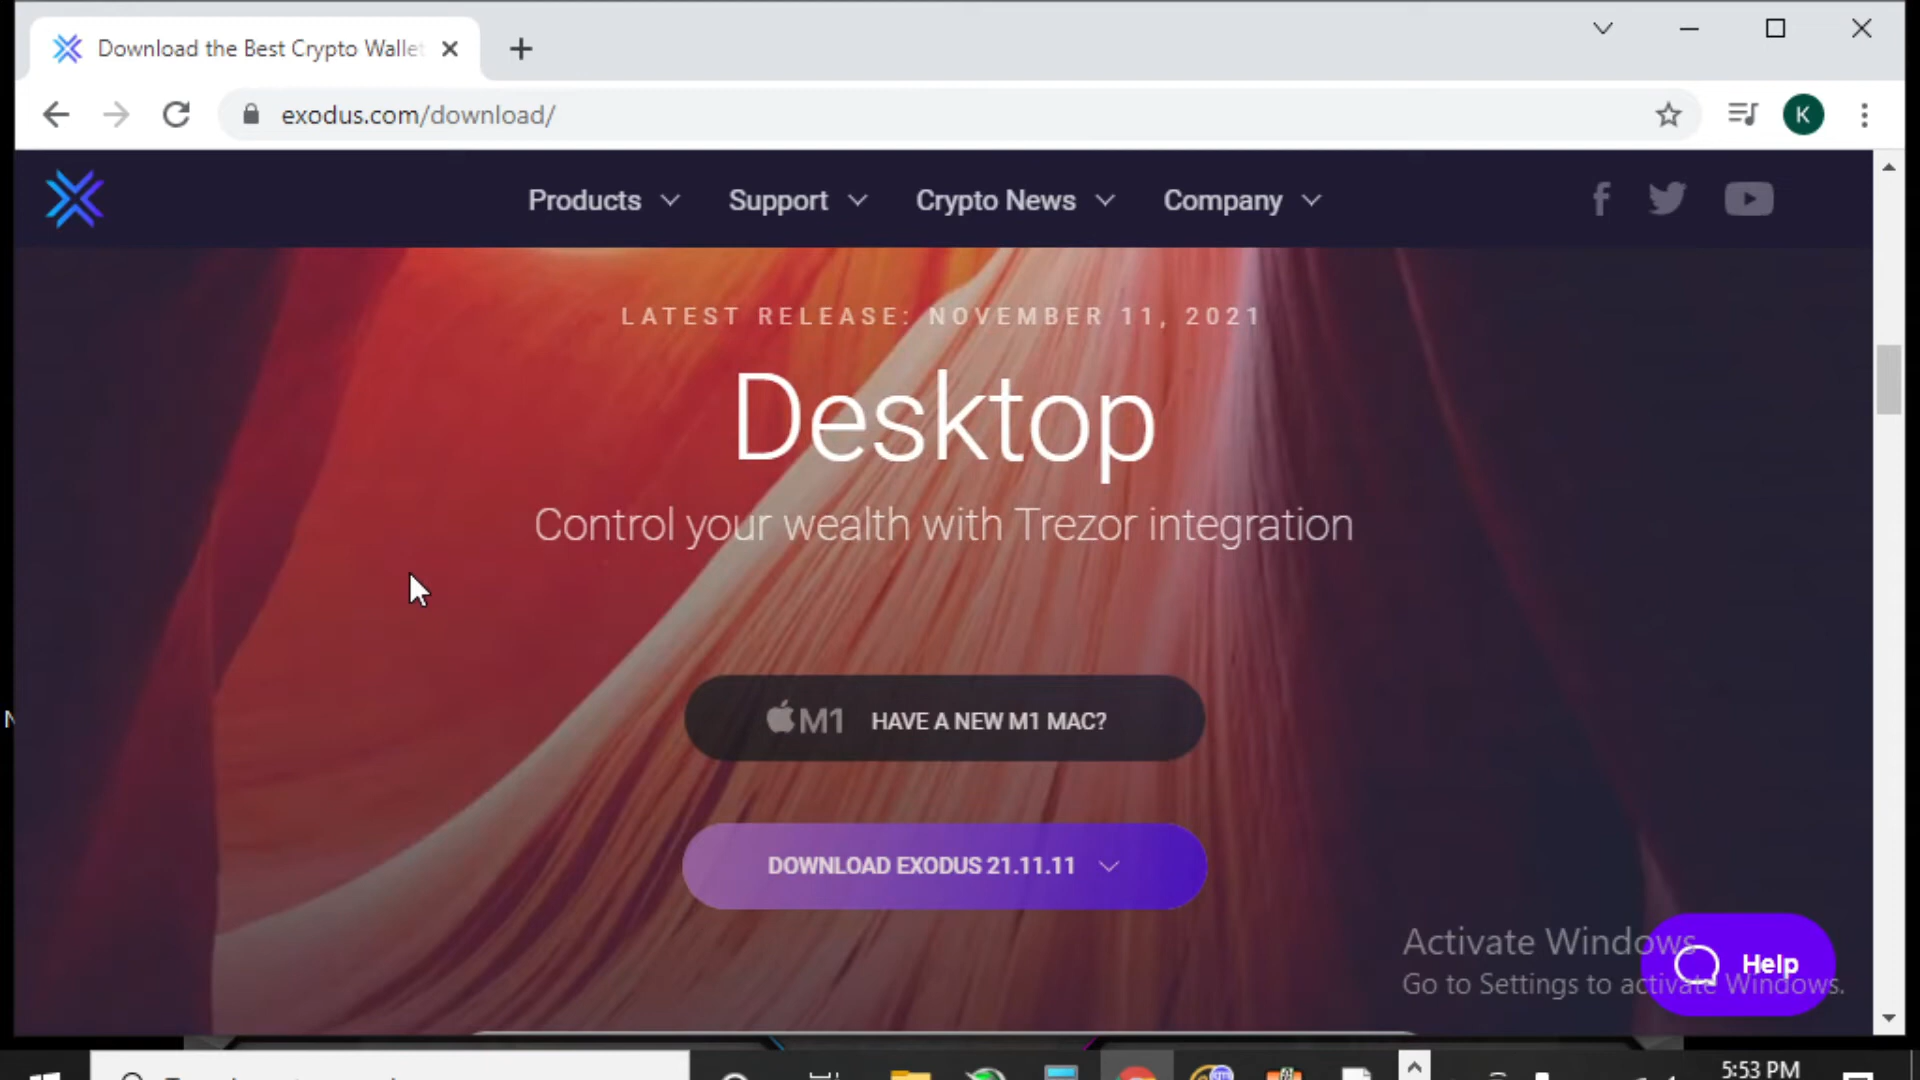 Download the Best Crypto Wallet
exodus.com/download/
K
Products
Support
Crypto News
Company
LATEST RELEASE: NOVEMBER 11, 2021
Desktop
Control your wealth with Trezor integration
M1 HAVE A NEW M1 MAC?
DOWNLOAD EXODUS 21.11.11
Activate Windows
Go to Settings to activate Windows.
Help
5:53 PM